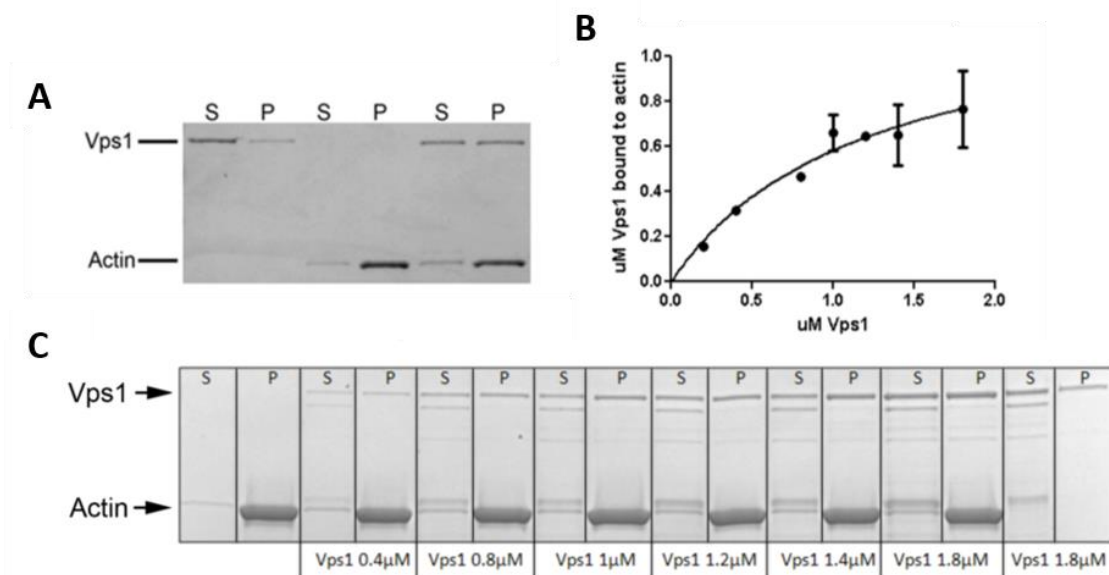 A
S P S P S P
Vps1
Actin
B
uM Vps1 bound to actin
1.0
0.8
0.6
0.4
0.2
0.0
0.0 0.5 1.0 1.5 2.0
uM Vps1
C
S P S P S P S P S P S P S P S P
Vps1
Actin
Vps1 0.4μM Vps1 0.8μM Vps1 1μM Vps1 1.2μM Vps1 1.4μM Vps1 1.8μM Vps1 1.8μM